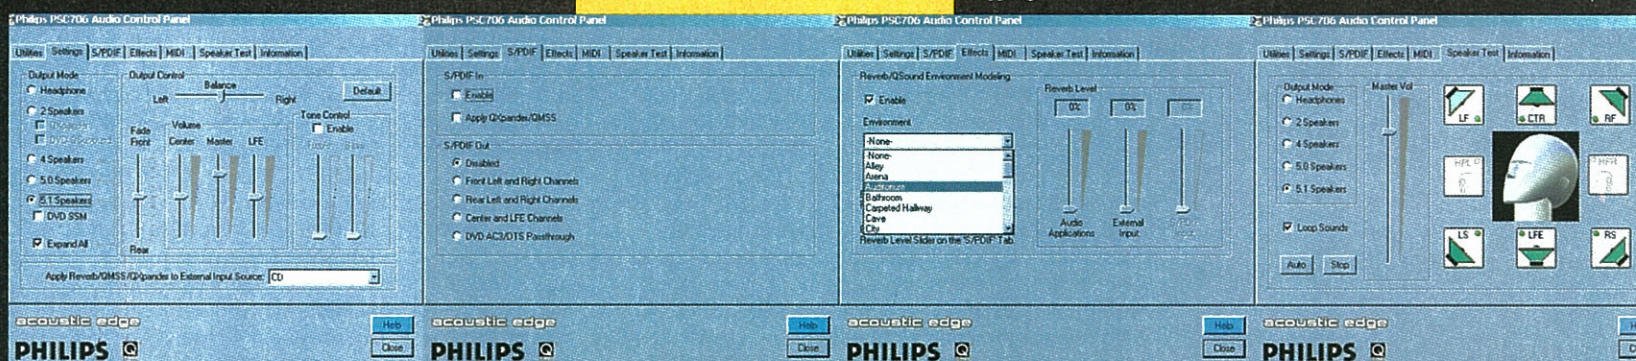 Philips PSC706 Audio Control Panel
Utilities Settings S/PDIF Effects MIDI Speaker Test Information
Output Mode
Headphone
2 Speakers
4 Speakers
5.0 Speakers
5.1 Speakers
DVD SSM
Expand All
Output Control
Balance
Left
Right
Default
Fade
Front
Rear
Volume
Center Master LFE
Tone Control
Enable
Apply Reverb/QMSS/QXpander to External Input Source: CD
acoustic edge
Help
PHILIPS Q
Close
Philips PSC706 Audio Control Panel
Utilities Settings S/PDIF Effects MIDI Speaker Test Information
S/PDIF In
Enable
Apply QXpander/QMSS
S/PDIF Out
Disabled
Front Left and Right Channels
Rear Left and Right Channels
Center and LFE Channels
DVD AC3/DTS Passthrough
acoustic edge
Help
PHILIPS Q
Close
Philips PSC706 Audio Control Panel
Utilities Settings S/PDIF Effects MIDI Speaker Test Information
Reverb/QSound Environment Modeling
Enable
Environment
-None-
-None-
Alley
Arena
Auditorium
Bathroom
Carpeted Hallway
Cave
City
Reverb Level Slider on the 'S/PDIF' Tab.
Reverb Level
0% 0%
Audio Applications
External Input
acoustic edge
Help
PHILIPS Q
Close
Philips PSC706 Audio Control Panel
Utilities Settings S/PDIF Effects MIDI Speaker Test Information
Output Mode
Headphones
2 Speakers
4 Speakers
5.0 Speakers
5.1 Speakers
Loop Sounds
Auto Stop
Master Vol
LF CTR RF
HPL HPR
LS LFE RS
acoustic edge
PHILIPS Q